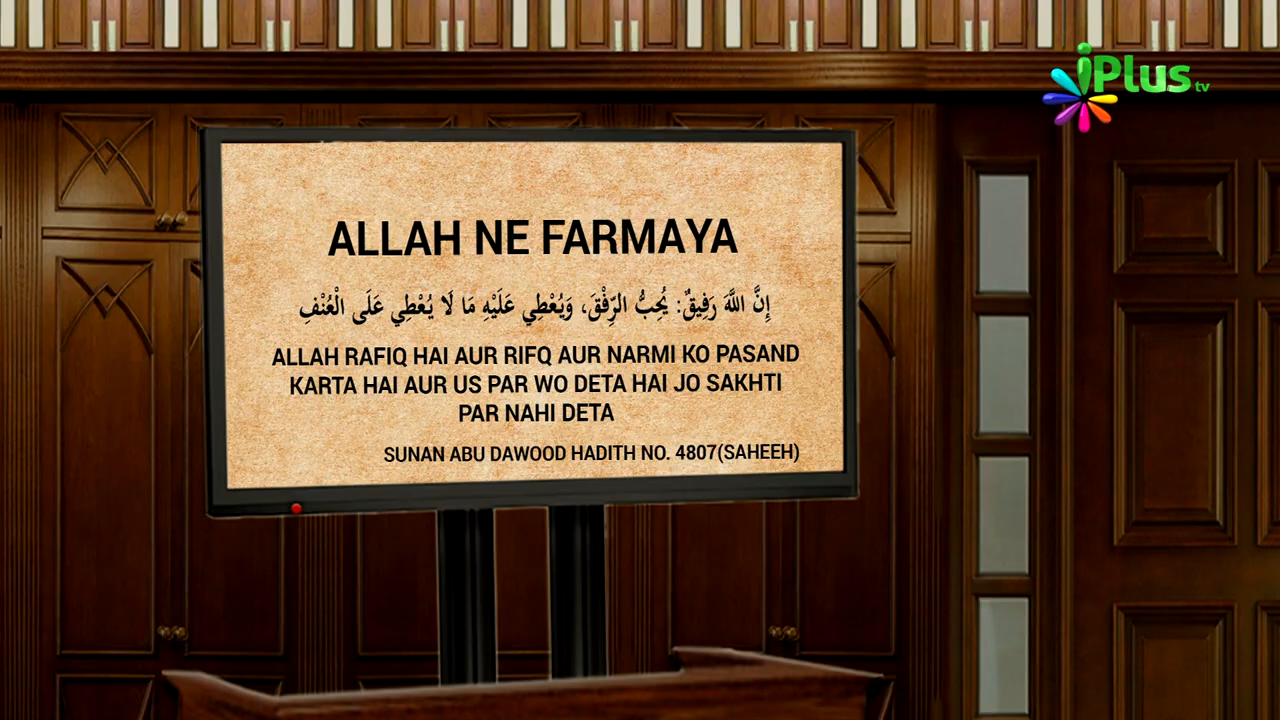 iPlus tv
ALLAH NE FARMAYA
إِنَّ اللَّهَ رَفِيقٌ: يُحِبُّ الرِّفْقَ، وَيُعْطِي عَلَيْهِ مَا لَا يُعْطِي عَلَى الْعُنْفِ
ALLAH RAFIQ HAI AUR RIFQ AUR NARMI KO PASAND
KARTA HAI AUR US PAR WO DETA HAI JO SAKHTI
PAR NAHI DETA
SUNAN ABU DAWOOD HADITH NO. 4807(SAHEEH)